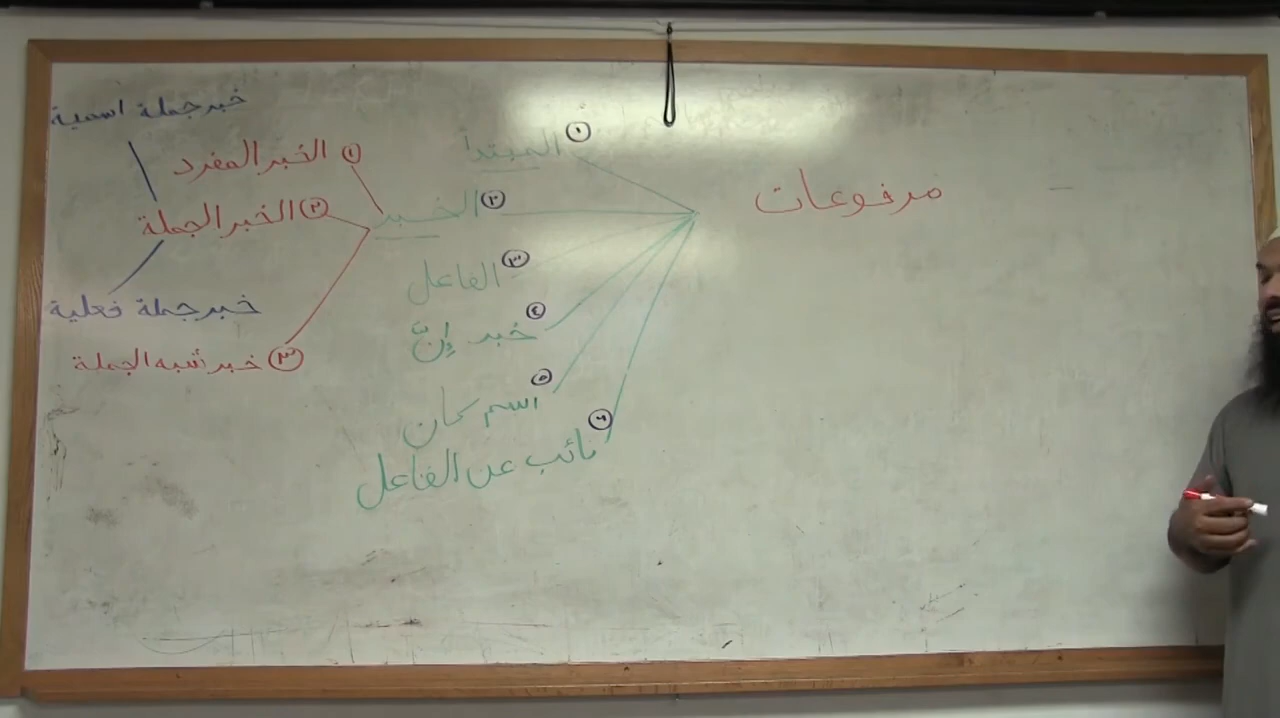 مرفوعات
١ المبتدأ
٢ الخبر
٣ الفاعل
٤ خبر إنّ
٥ اسم كان
٦ نائب عن الفاعل
١ الخبر المفرد
٢ الخبر الجملة
خبر جملة اسمية
خبر جملة فعلية
٣ خبر شبه الجملة